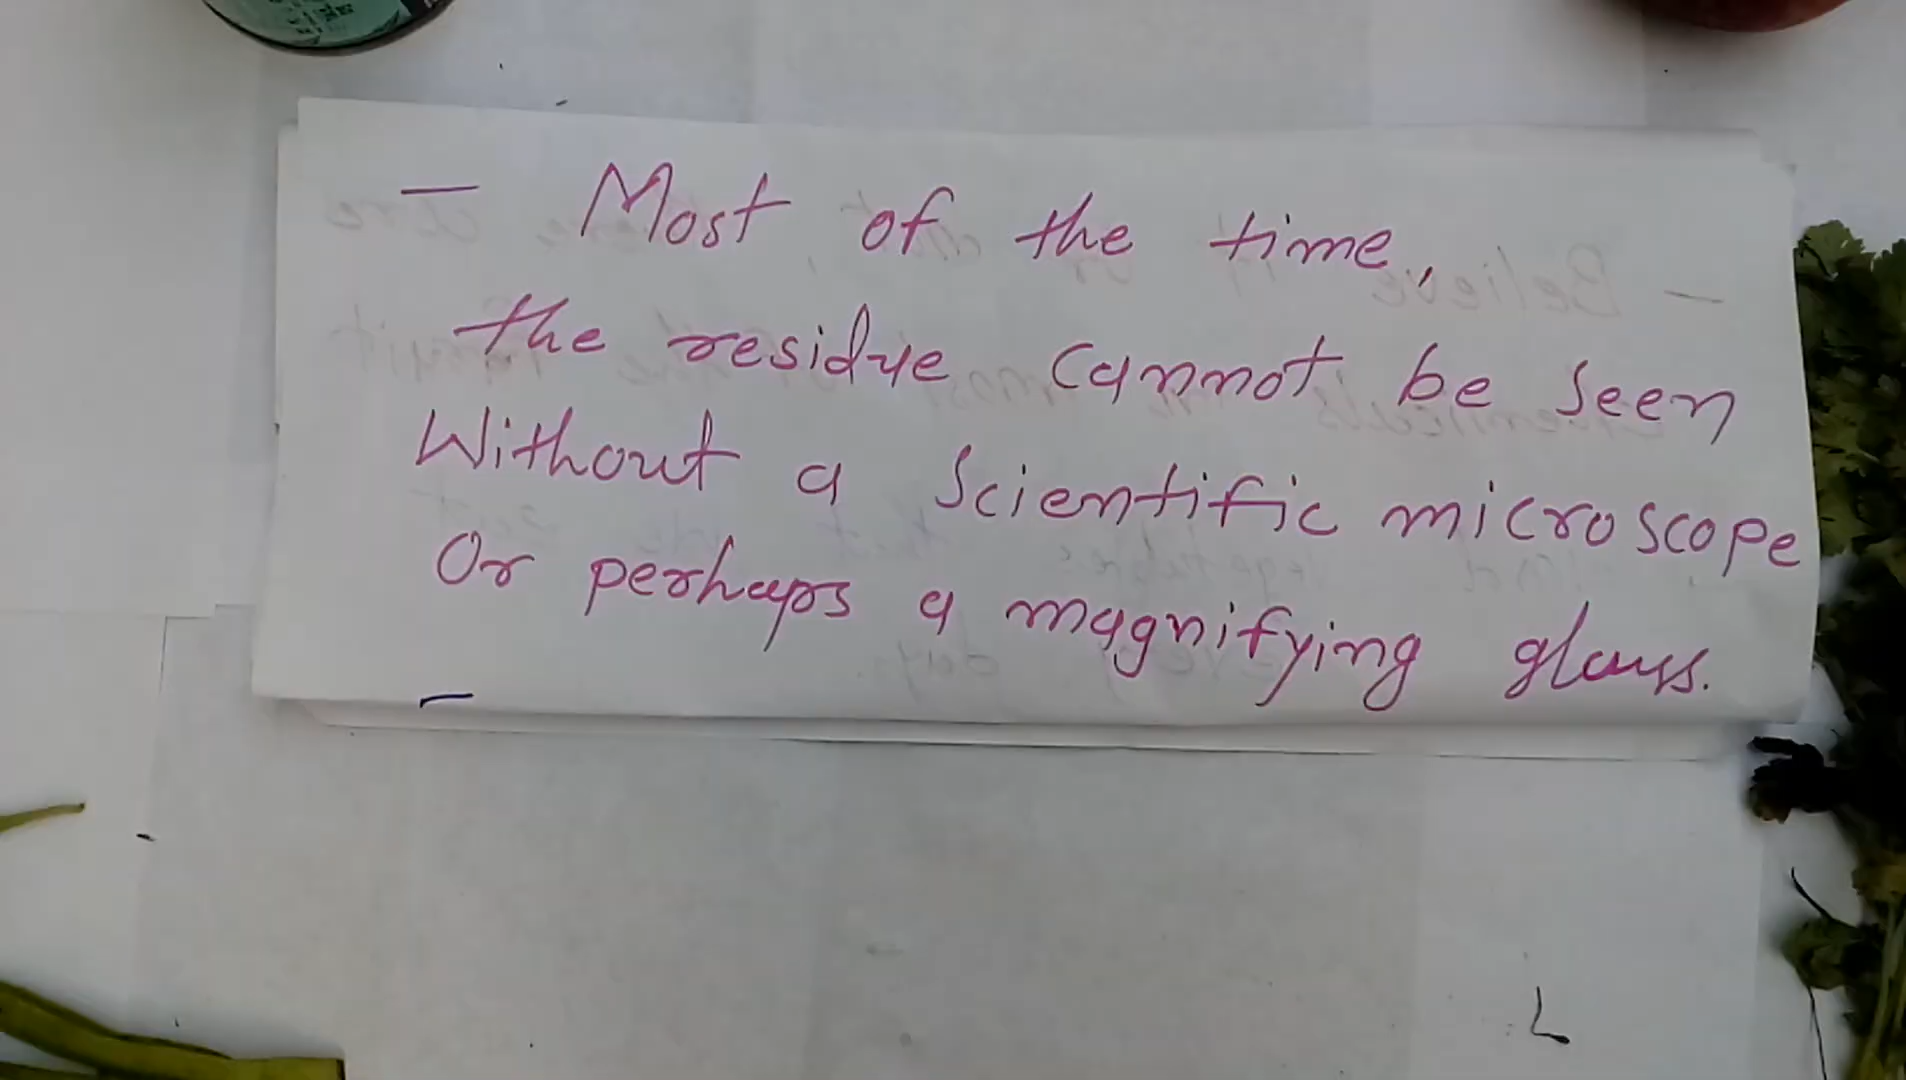 — Most of the time,
the residue cannot be seen
Without a scientific microscope
Or perhaps a magnifying glass.